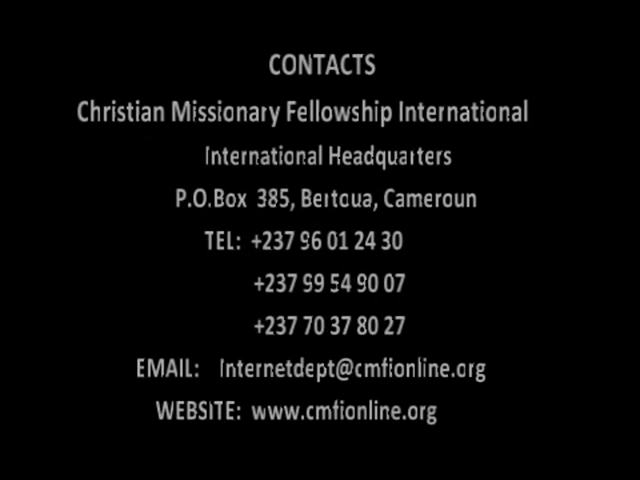 CONTACTS
Christian Missionary Fellowship International
International Headquarters
P.O.Box 385, Bertoua, Cameroun
TEL: +237 96 01 24 30
+237 99 54 90 07
+237 70 37 80 27
EMAIL: Internetdept@cmfionline.org
WEBSITE: www.cmfionline.org